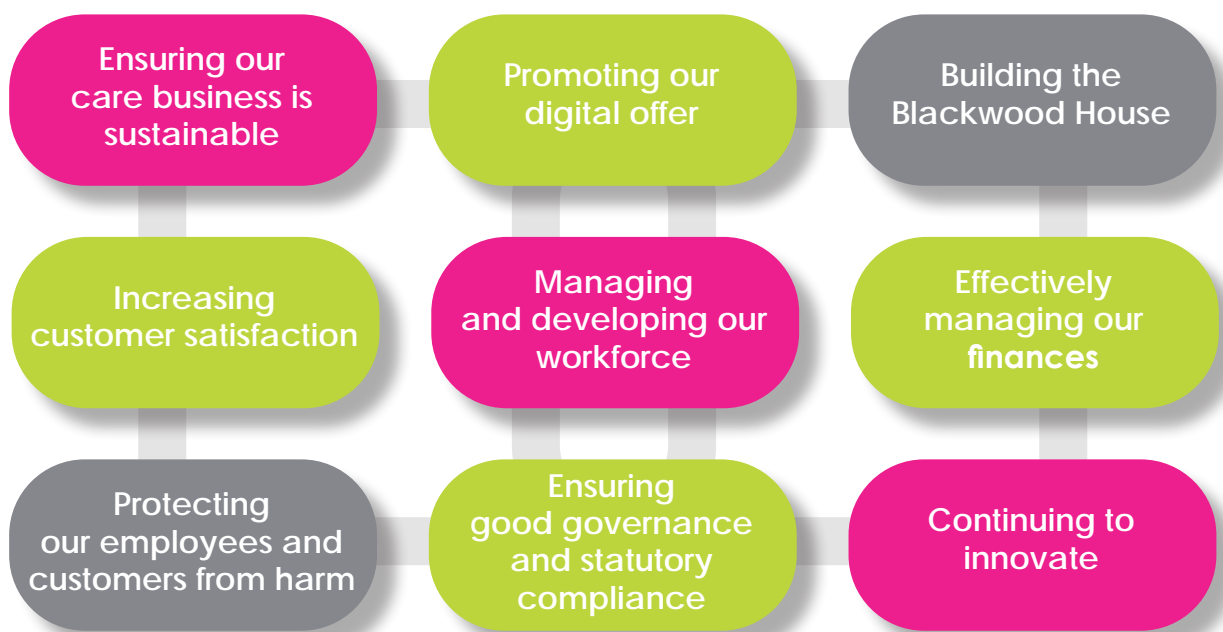 Ensuring our
care business is
sustainable
Promoting our
digital offer
Building the
Blackwood House
Increasing
customer satisfaction
Managing
and developing our
workforce
Effectively
managing our
finances
Protecting
our employees and
customers from harm
Ensuring
good governance
and statutory
compliance
Continuing to
innovate